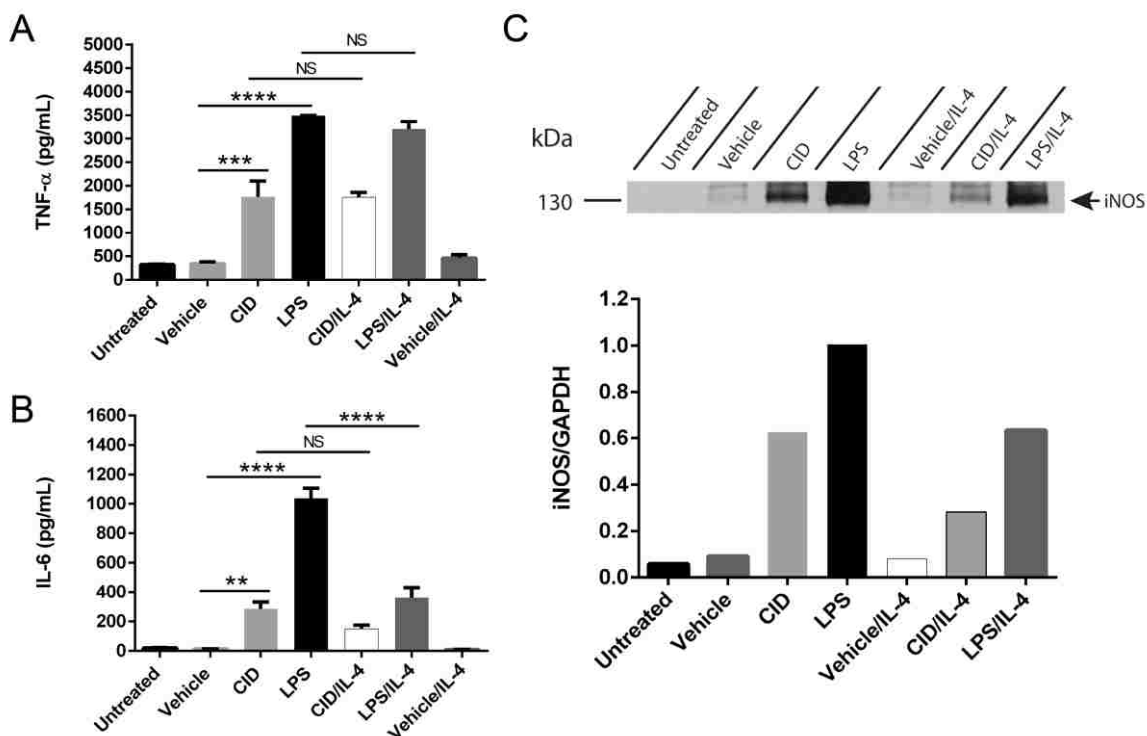 A
TNF-α (pg/mL)
5000
4500
4000
3500
3000
2500
2000
1500
1000
500
0
NS
NS
****
***
Untreated
Vehicle
CID
LPS
CID/IL-4
LPS/IL-4
Vehicle/IL-4
B
IL-6 (pg/mL)
1600
1400
1200
1000
800
600
400
200
0
****
NS
****
**
Untreated
Vehicle
CID
LPS
CID/IL-4
LPS/IL-4
Vehicle/IL-4
C
kDa
Untreated
Vehicle
CID
LPS
Vehicle/IL-4
CID/IL-4
LPS/IL-4
130
iNOS
iNOS/GAPDH
1.2
1.0
0.8
0.6
0.4
0.2
0.0
Untreated
Vehicle
CID
LPS
Vehicle/IL-4
CID/IL-4
LPS/IL-4